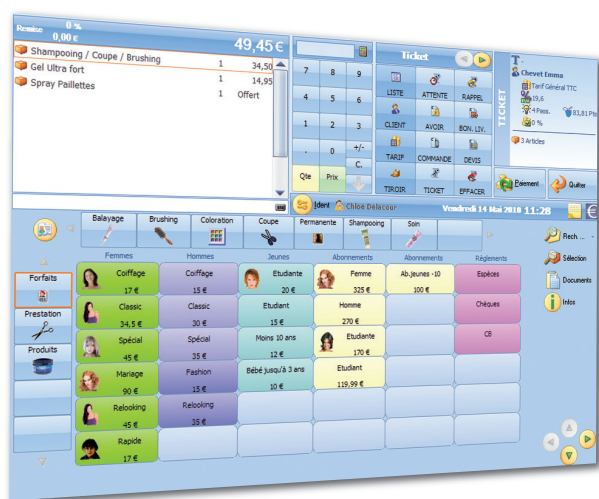 Remise 0 %
0,00 € 49,45 €
Shampooing / Coupe / Brushing 1 34,50
Gel Ultra fort 1 14,95
Spray Paillettes 1 Offert
7 8 9
4 5 6
1 2 3
. 0 +/-
C.
Qte Prix
Ticket
LISTE ATTENTE RAPPEL
CLIENT AVOIR BON. LIV.
TARIF COMMANDE DEVIS
TIROIR TICKET EFFACER
TICKET
T -
Chevet Emma
Tarif Général TTC
19,6
4 Pass. 83,81 Pts
0 %
3 Articles
Paiement Quitter
Ident Chloe Delacour Vendredi 14 Mai 2010 11:28
Balayage Brushing Coloration Coupe Permanente Shampooing Soin
Rech...
Sélection
Documents
Infos
Forfaits
Prestation
Produits
Femmes Hommes Jeunes Abonnements Abonnements Règlements
Coiffage 17 € Coiffage 15 € Etudiante 20 € Femme 325 € Ab.jeunes -10 100 € Espèces
Classic 34,5 € Classic 30 € Etudiant 15 € Homme 270 € Chèques
Spécial 45 € Spécial 35 € Moins 10 ans 12 € Etudiante 170 € CB
Mariage 90 € Fashion 15 € Bébé jusqu'à 3 ans 10 € Etudiant 119,99 €
Relooking 45 € Relooking 35 €
Rapide 17 €